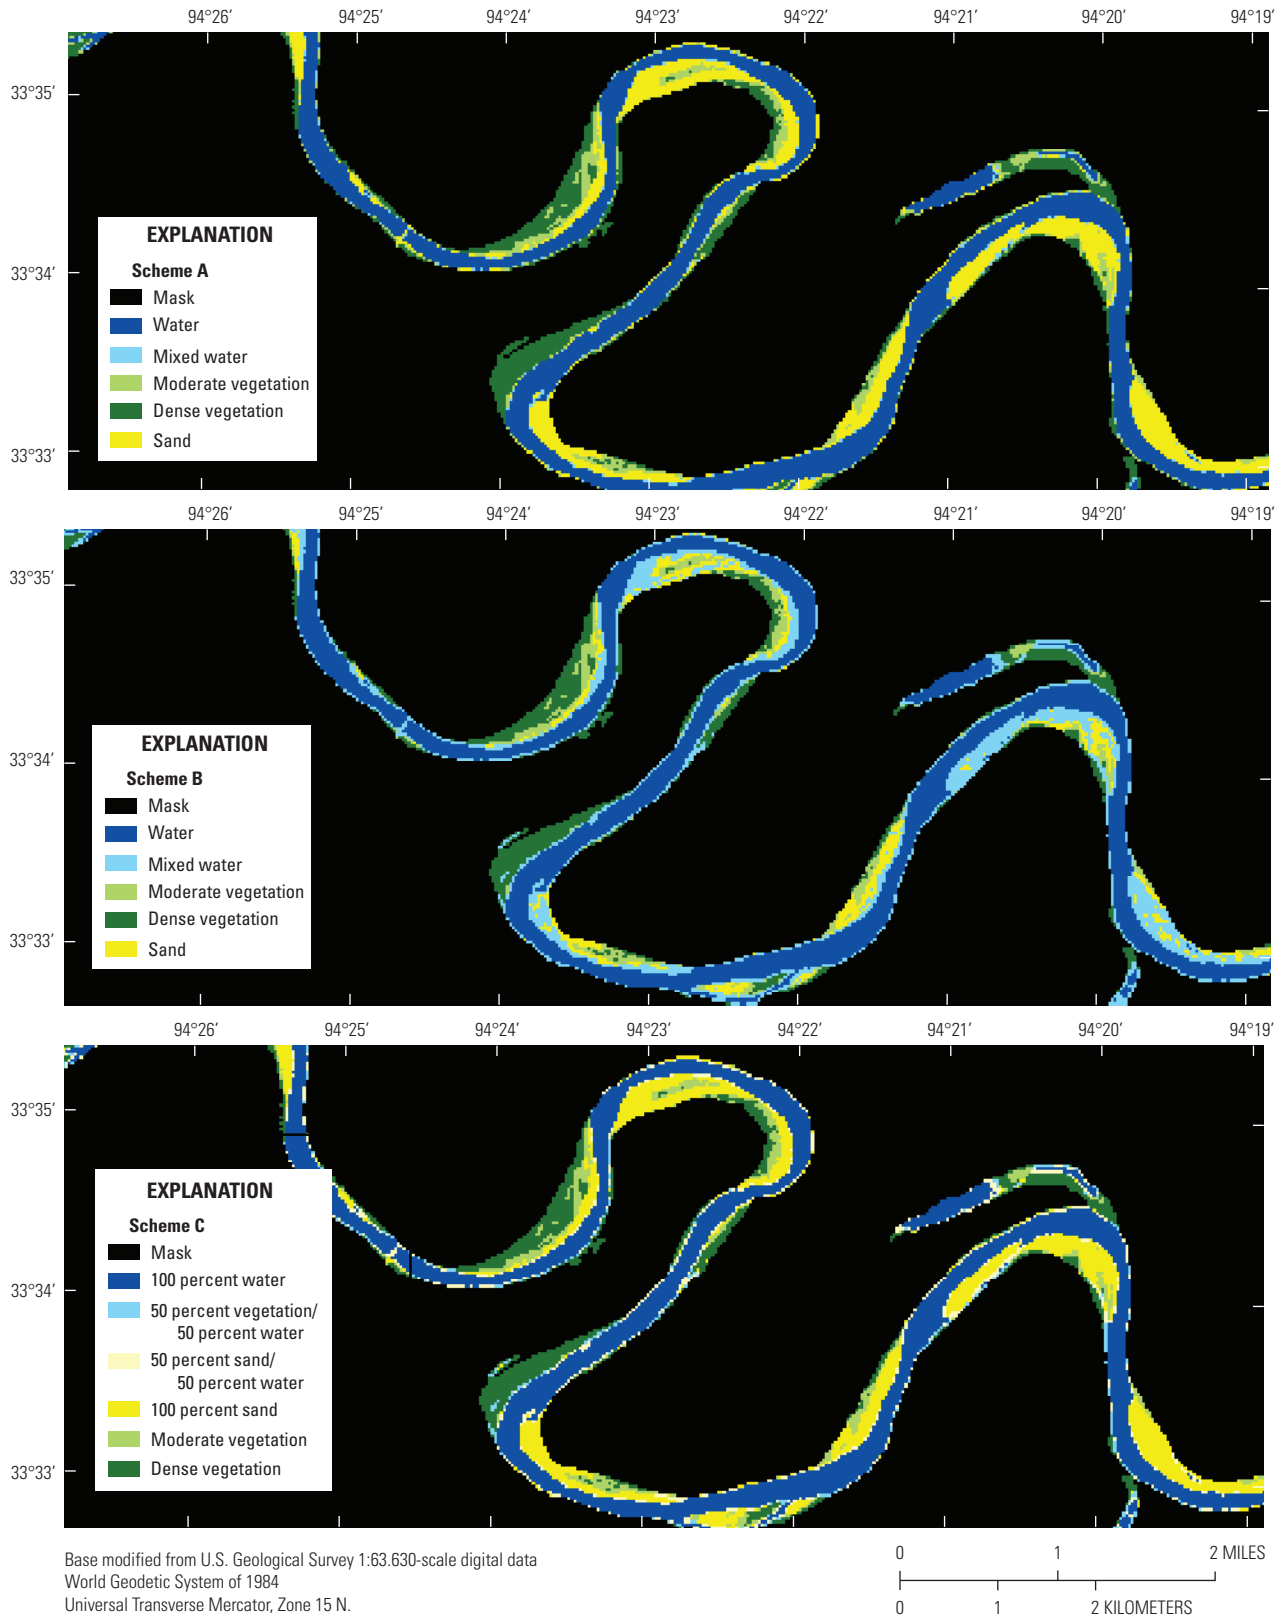 94°26′ 94°25′ 94°24′ 94°23′ 94°22′ 94°21′ 94°20′ 94°19′
33°35′
33°34′
33°33′
EXPLANATION
Scheme A
Mask
Water
Mixed water
Moderate vegetation
Dense vegetation
Sand
94°26′ 94°25′ 94°24′ 94°23′ 94°22′ 94°21′ 94°20′ 94°19′
33°35′
33°34′
33°33′
EXPLANATION
Scheme B
Mask
Water
Mixed water
Moderate vegetation
Dense vegetation
Sand
94°26′ 94°25′ 94°24′ 94°23′ 94°22′ 94°21′ 94°20′ 94°19′
33°35′
33°34′
33°33′
EXPLANATION
Scheme C
Mask
100 percent water
50 percent vegetation/
50 percent water
50 percent sand/
50 percent water
100 percent sand
Moderate vegetation
Dense vegetation
Base modified from U.S. Geological Survey 1:63.630-scale digital data
World Geodetic System of 1984
Universal Transverse Mercator, Zone 15 N.
0 1 2 MILES
0 1 2 KILOMETERS